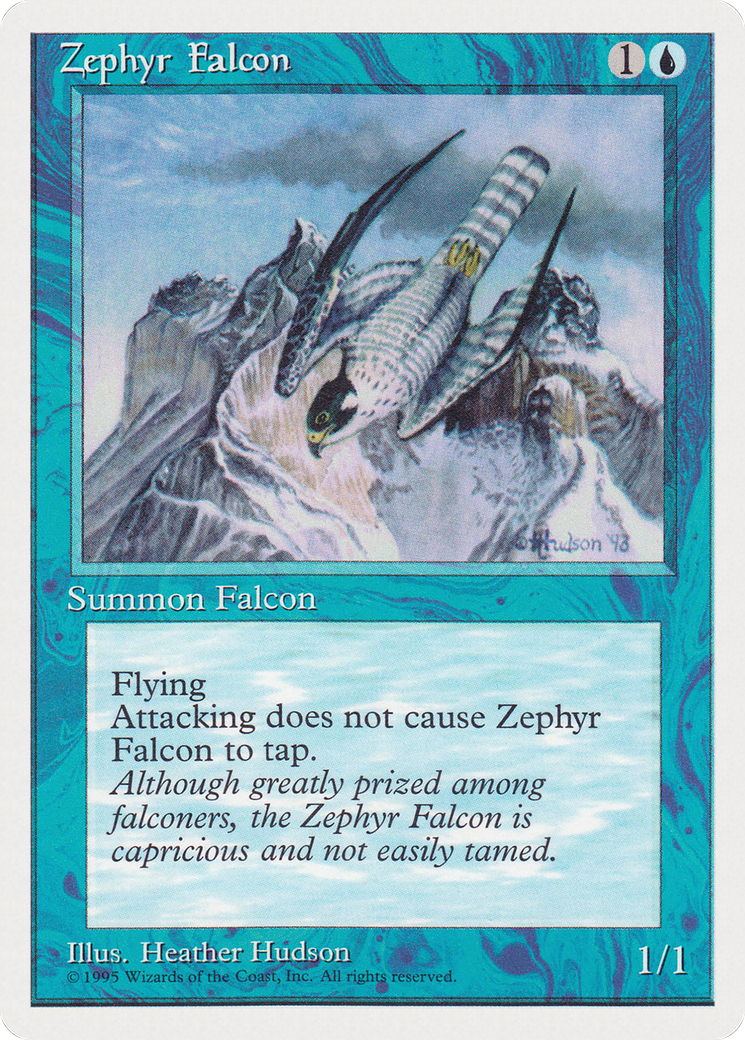 Zephyr Falcon
1
Summon Falcon
Flying
Attacking does not cause Zephyr
Falcon to tap.
Although greatly prized among
falconers, the Zephyr Falcon is
capricious and not easily tamed.
Illus. Heather Hudson
1/1
© 1995 Wizards of the Coast, Inc. All rights reserved.